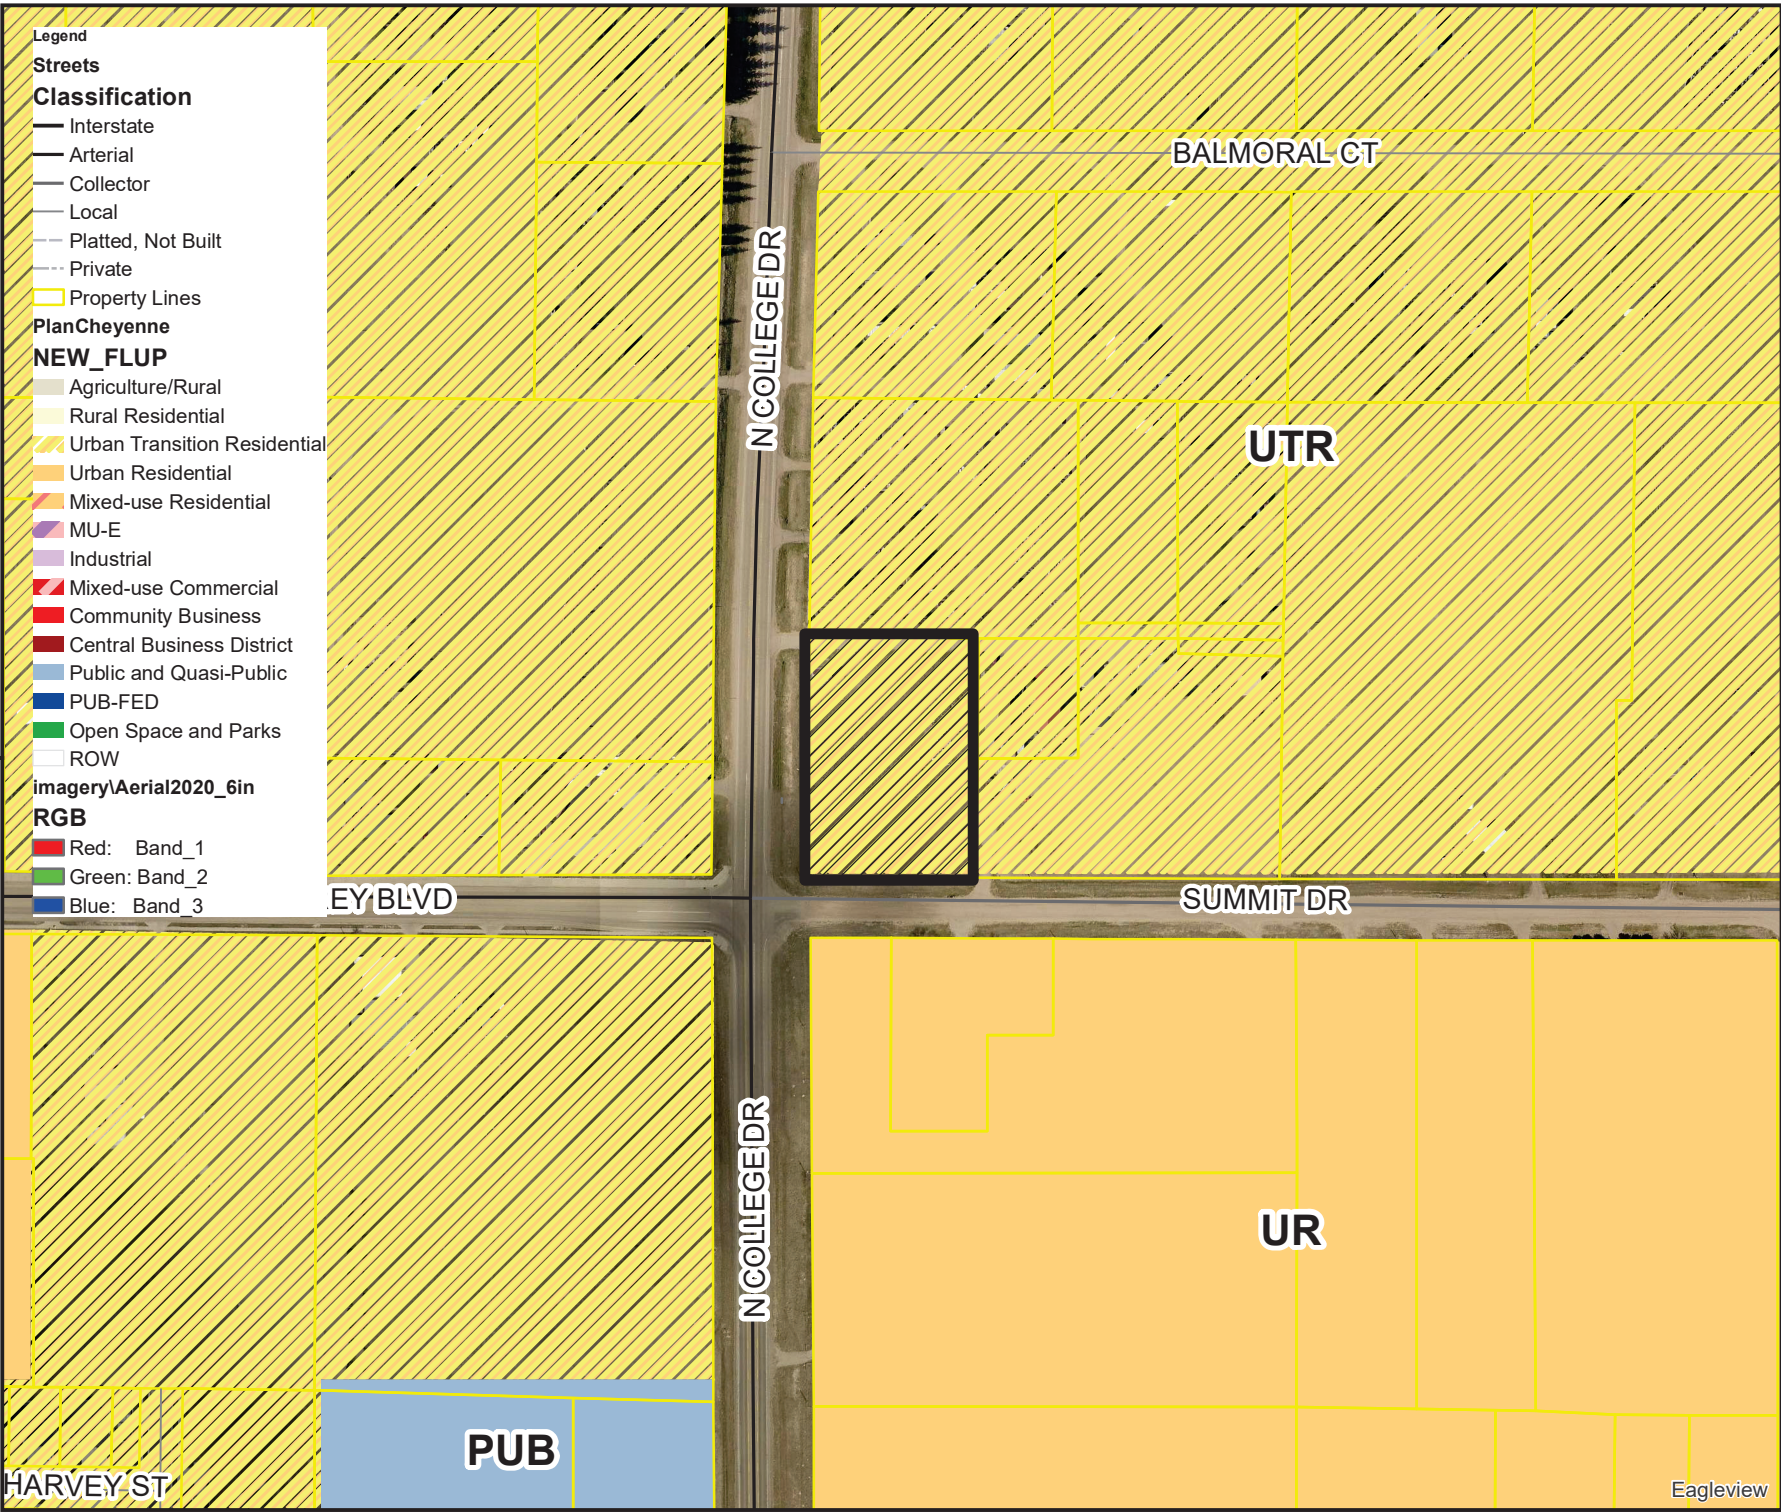 Legend
Streets
Classification
Interstate
Arterial
Collector
Local
Platted, Not Built
Private
Property Lines
PlanCheyenne
NEW_FLUP
Agriculture/Rural
Rural Residential
Urban Transition Residential
Urban Residential
Mixed-use Residential
MU-E
Industrial
Mixed-use Commercial
Community Business
Central Business District
Public and Quasi-Public
PUB-FED
Open Space and Parks
ROW
imagery\Aerial2020_6in
RGB
Red: Band_1
Green: Band_2
Blue: Band_3
BALMORAL CT
N COLLEGE DR
UTR
EY BLVD
SUMMIT DR
N COLLEGE DR
UR
PUB
HARVEY ST
Eagleview